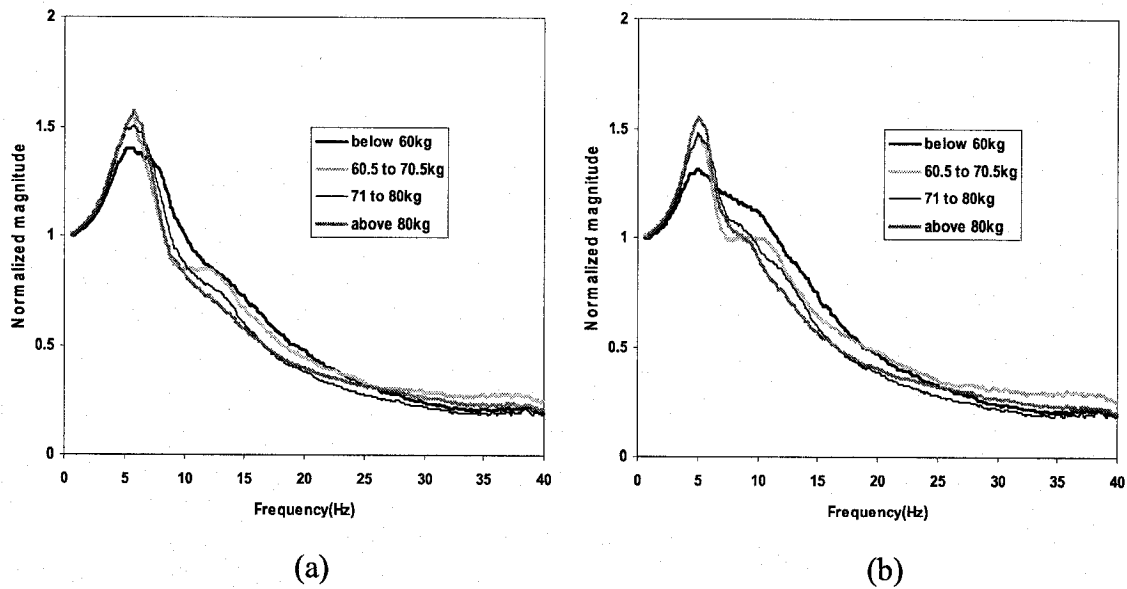 2
1.5
1
0.5
0
Normalized magnitude
below 60kg
60.5 to 70.5kg
71 to 80kg
above 80kg
0 5 10 15 20 25 30 35 40
Frequency(Hz)
(a)
2
1.5
1
0.5
0
Normalized magnitude
below 60kg
60.5 to 70.5kg
71 to 80kg
above 80kg
0 5 10 15 20 25 30 35 40
Frequency(Hz)
(b)